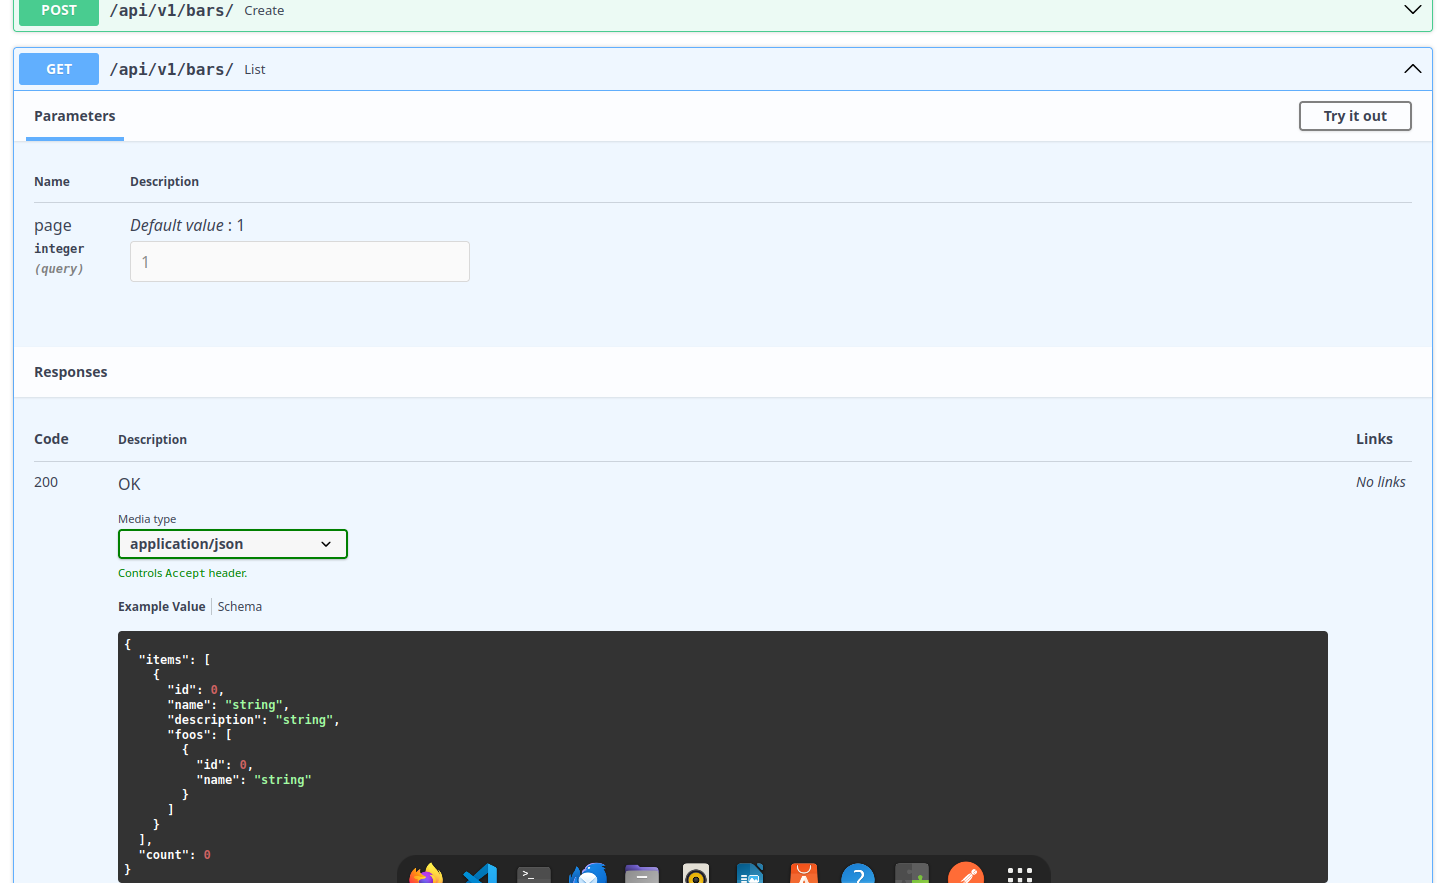 POST /api/v1/bars/ Create
GET /api/v1/bars/ List
Parameters Try it out
Name Description
page Default value : 1
integer
(query)
1
Responses
Code Description Links
200 OK No links
Media type
application/json
Controls Accept header.
Example Value Schema
{
  "items": [
    {
      "id": 0,
      "name": "string",
      "description": "string",
      "foos": [
        {
          "id": 0,
          "name": "string"
        }
      ]
    }
  ],
  "count": 0
}